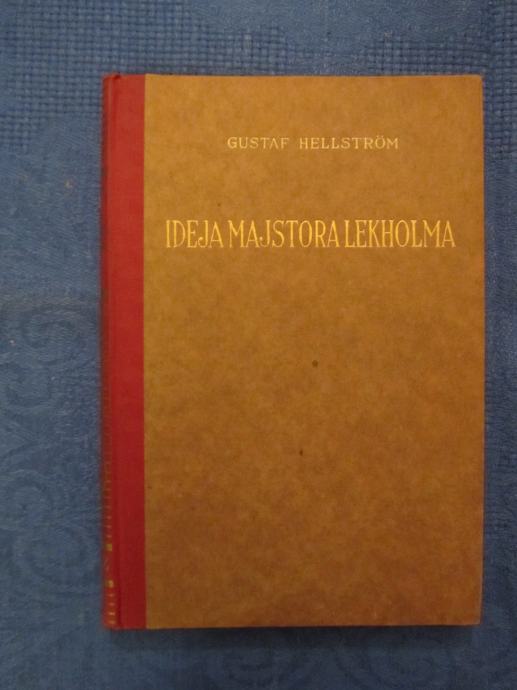 GUSTAF HELLSTRÖM
IDEJA MAJSTORA LEKHOLMA